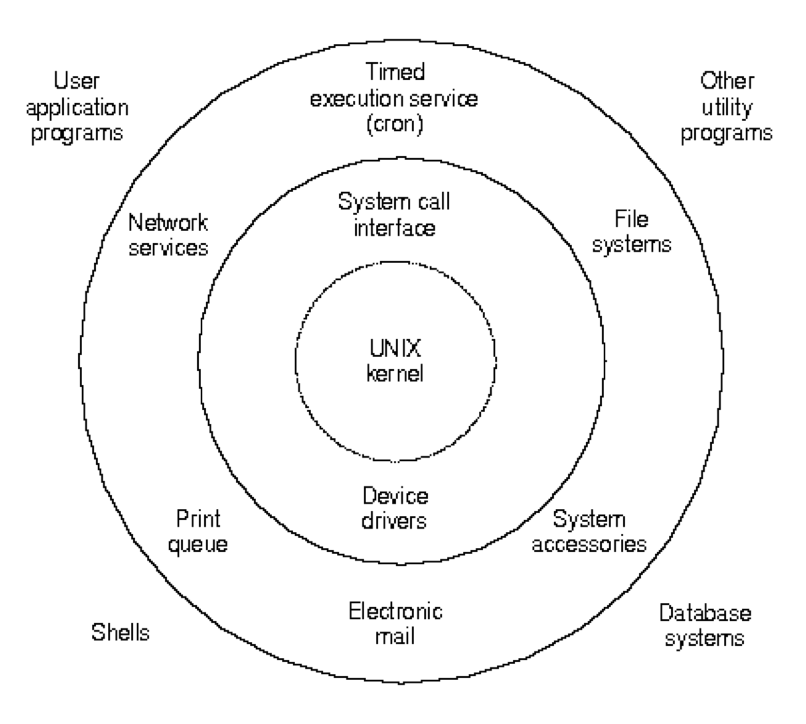 User
application
programs
Timed
execution service
(cron)
Other
utility
programs
Network
services
System call
interface
File
systems
UNIX
kernel
Print
queue
Device
drivers
System
accessories
Shells
Electronic
mail
Database
systems